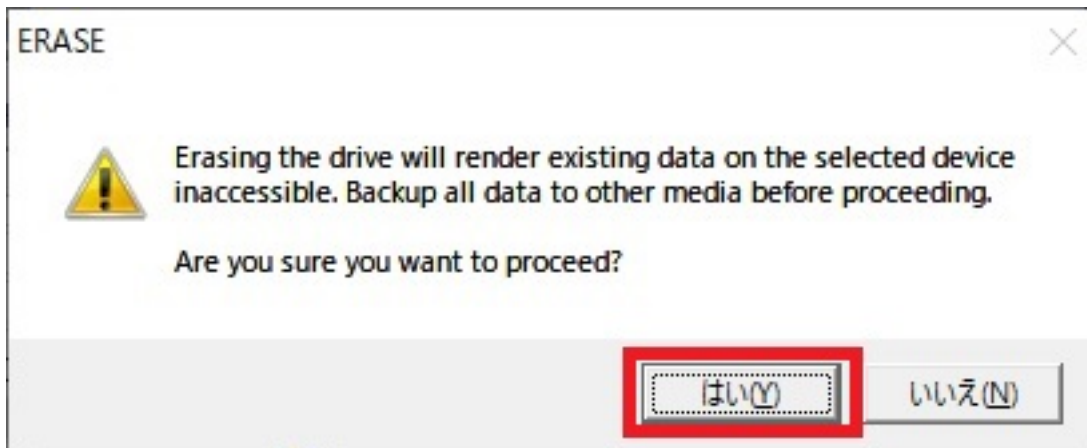 ERASE
Erasing the drive will render existing data on the selected device
inaccessible. Backup all data to other media before proceeding.
Are you sure you want to proceed?
はい(Y) いいえ(N)